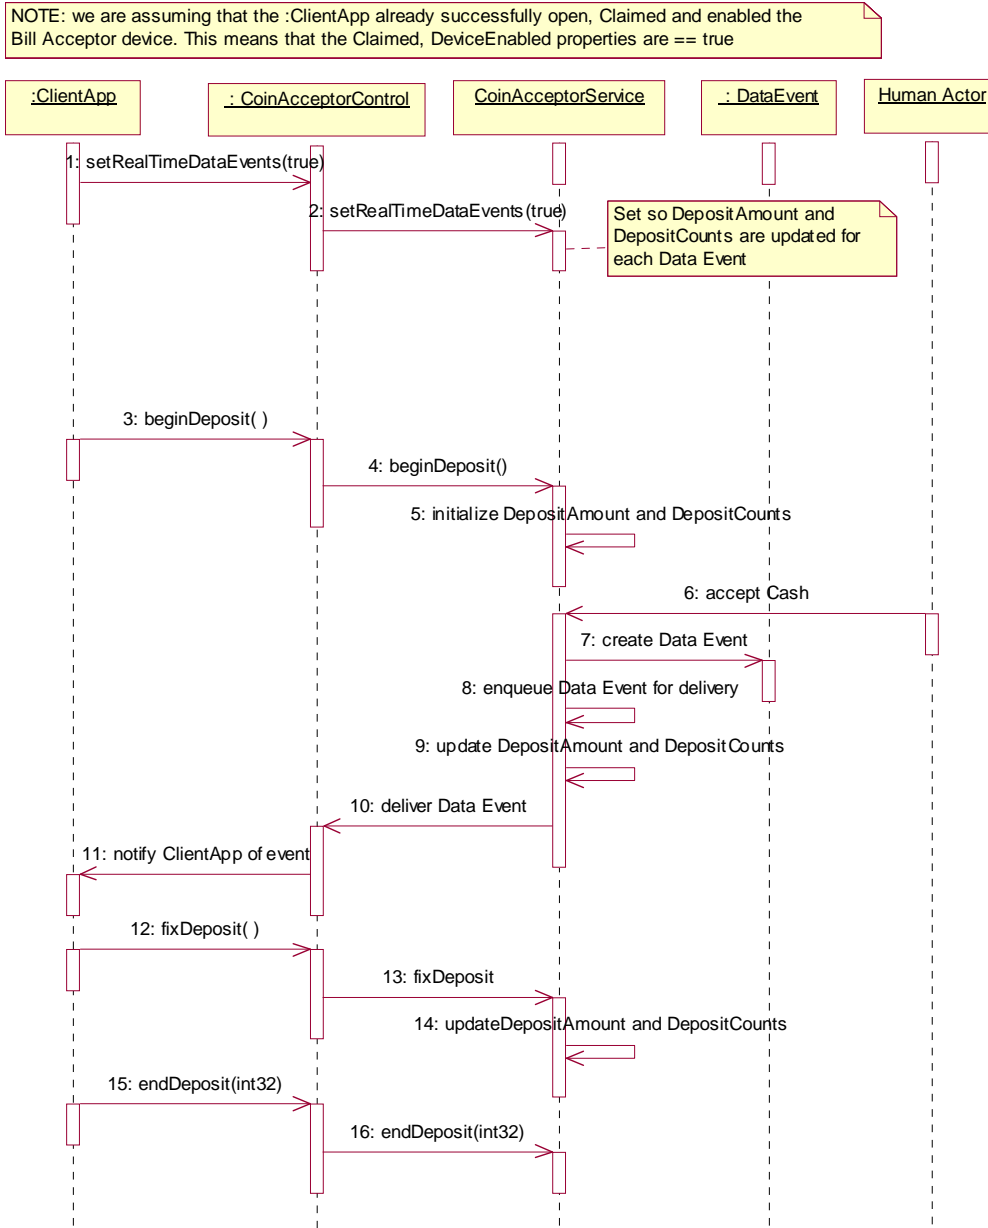 NOTE: we are assuming that the :ClientApp already successfully open, Claimed and enabled the
Bill Acceptor device. This means that the Claimed, DeviceEnabled properties are == true
:ClientApp
: CoinAcceptorControl
CoinAcceptorService
: DataEvent
Human Actor
1: setRealTimeDataEvents(true)
2: setRealTimeDataEvents(true)
Set so DepositAmount and
DepositCounts are updated for
each Data Event
3: beginDeposit( )
4: beginDeposit()
5: initialize DepositAmount and DepositCounts
6: accept Cash
7: create Data Event
8: enqueue Data Event for delivery
9: update DepositAmount and DepositCounts
10: deliver Data Event
11: notify ClientApp of event
12: fixDeposit( )
13: fixDeposit
14: updateDepositAmount and DepositCounts
15: endDeposit(int32)
16: endDeposit(int32)